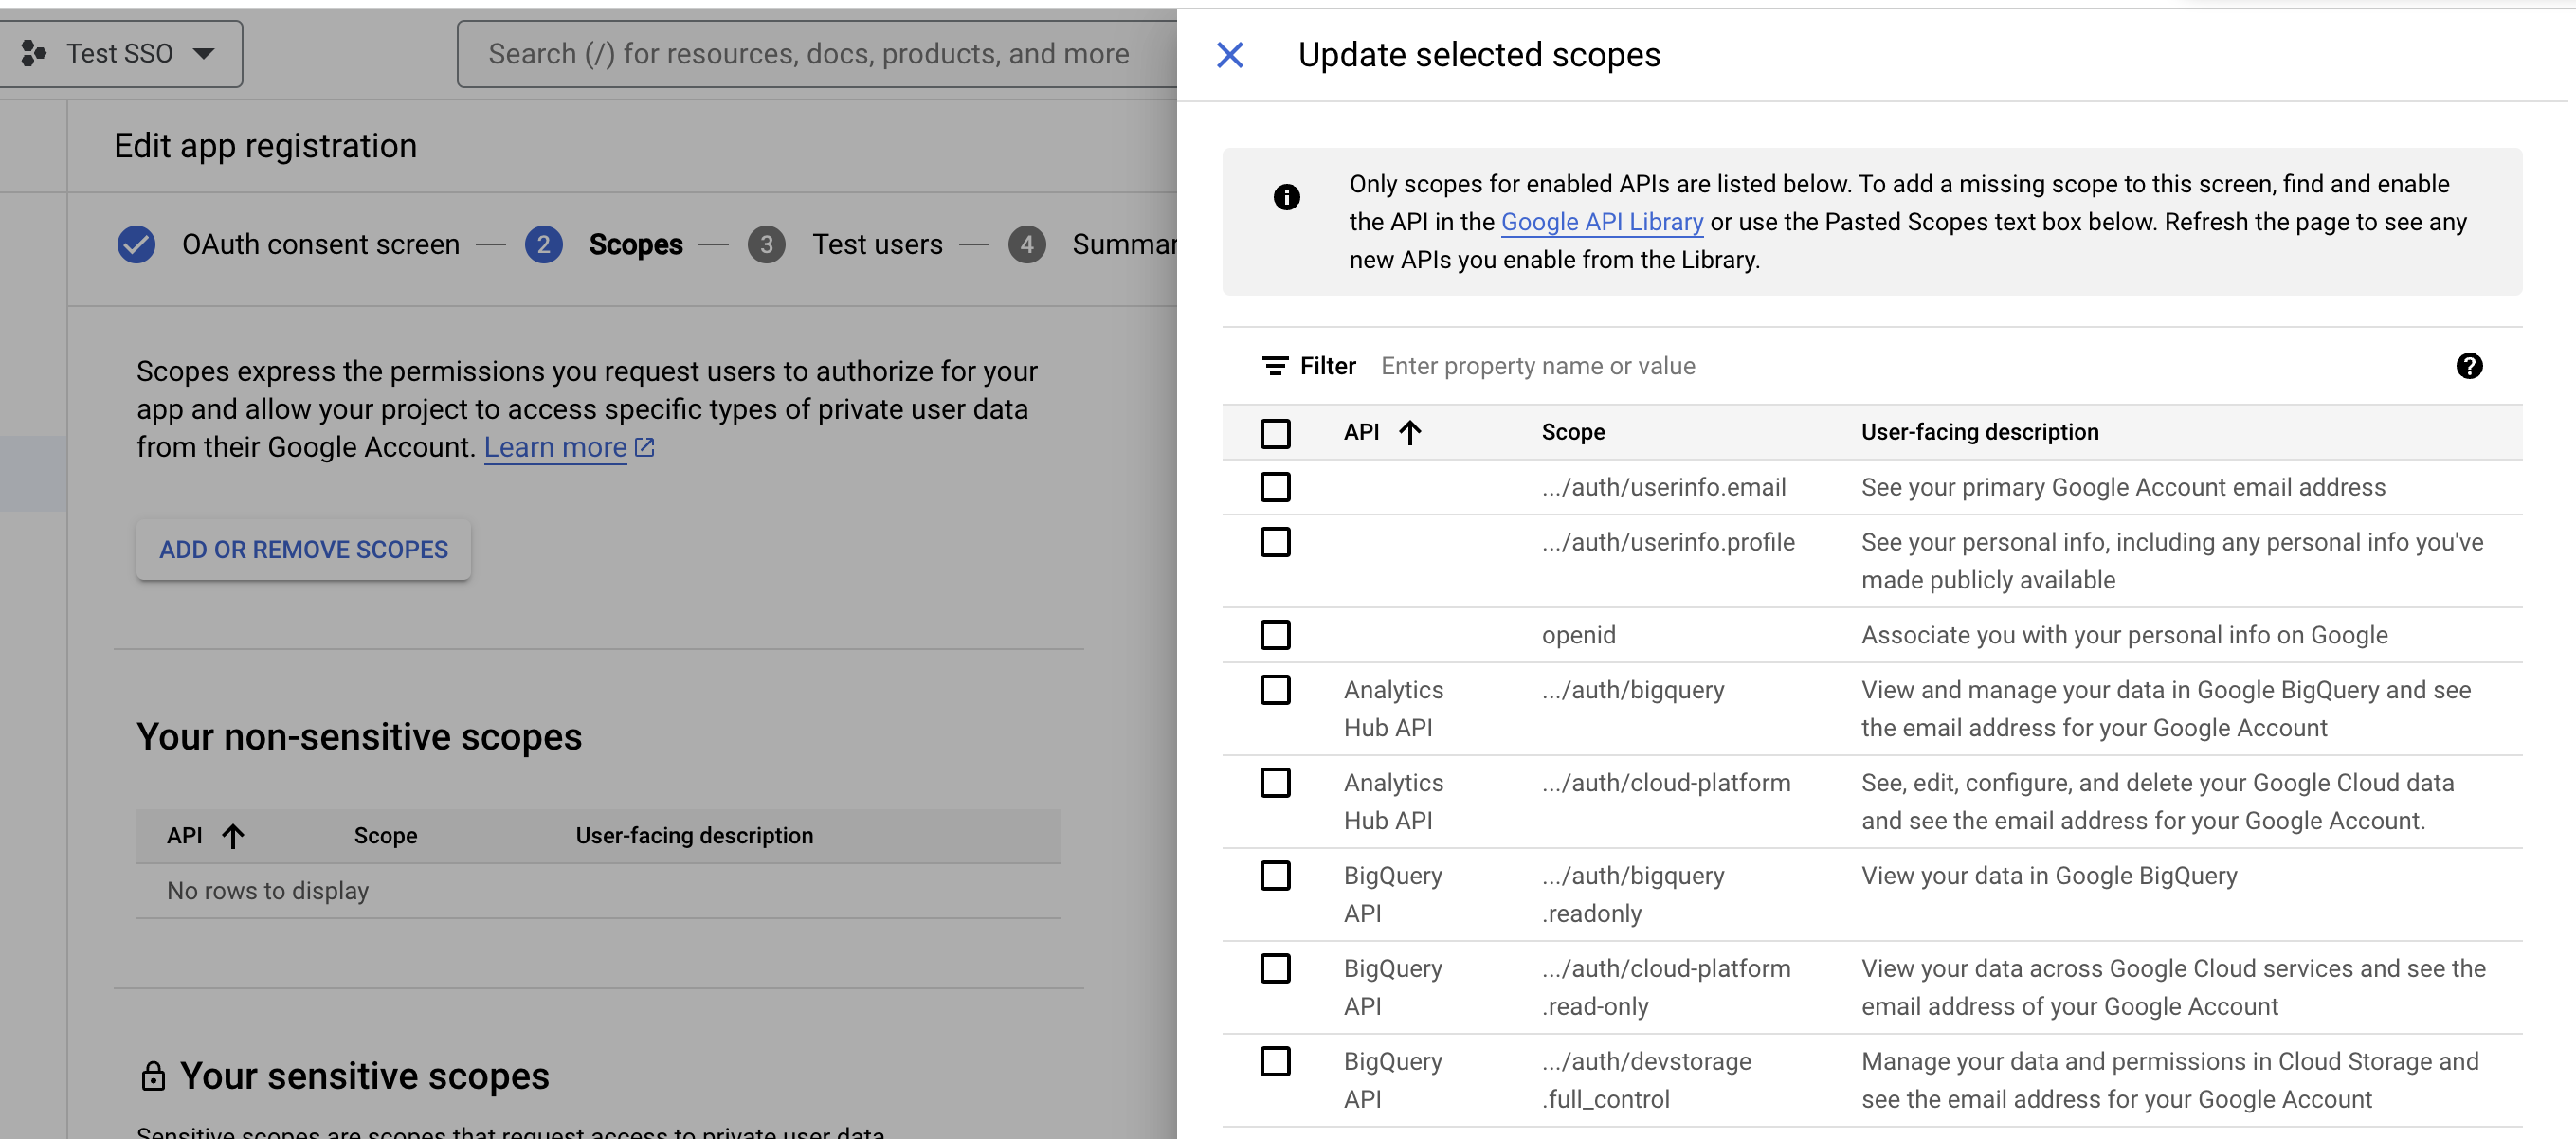 Test SSO
Search (/) for resources, docs, products, and more
Edit app registration
OAuth consent screen
2 Scopes
3 Test users
4 Summar
Scopes express the permissions you request users to authorize for your
app and allow your project to access specific types of private user data
from their Google Account. Learn more
ADD OR REMOVE SCOPES
Your non-sensitive scopes
API Scope User-facing description
No rows to display
Your sensitive scopes
Sensitive scopes are scopes that request access to private user data
Update selected scopes
Only scopes for enabled APIs are listed below. To add a missing scope to this screen, find and enable
the API in the Google API Library or use the Pasted Scopes text box below. Refresh the page to see any
new APIs you enable from the Library.
Filter Enter property name or value
API Scope User-facing description
.../auth/userinfo.email See your primary Google Account email address
.../auth/userinfo.profile See your personal info, including any personal info you've
made publicly available
openid Associate you with your personal info on Google
Analytics .../auth/bigquery View and manage your data in Google BigQuery and see
Hub API the email address for your Google Account
Analytics .../auth/cloud-platform See, edit, configure, and delete your Google Cloud data
Hub API and see the email address for your Google Account.
BigQuery .../auth/bigquery View your data in Google BigQuery
API .readonly
BigQuery .../auth/cloud-platform View your data across Google Cloud services and see the
API .read-only email address of your Google Account
BigQuery .../auth/devstorage Manage your data and permissions in Cloud Storage and
API .full_control see the email address for your Google Account